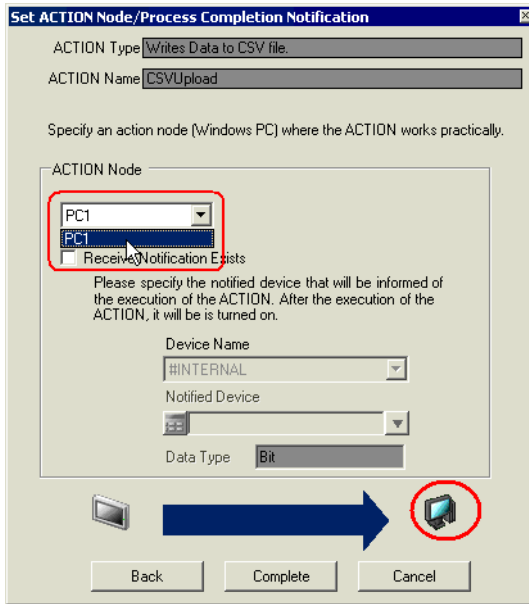 Set ACTION Node/Process Completion Notification
ACTION Type Writes Data to CSV file.
ACTION Name CSVUpload
Specify an action node (Windows PC) where the ACTION works practically.
ACTION Node
PC1
PC1
Receive Notification Exists
Please specify the notified device that will be informed of
the execution of the ACTION. After the execution of the
ACTION, it will be is turned on.
Device Name
#INTERNAL
Notified Device
Data Type Bit
Back Complete Cancel